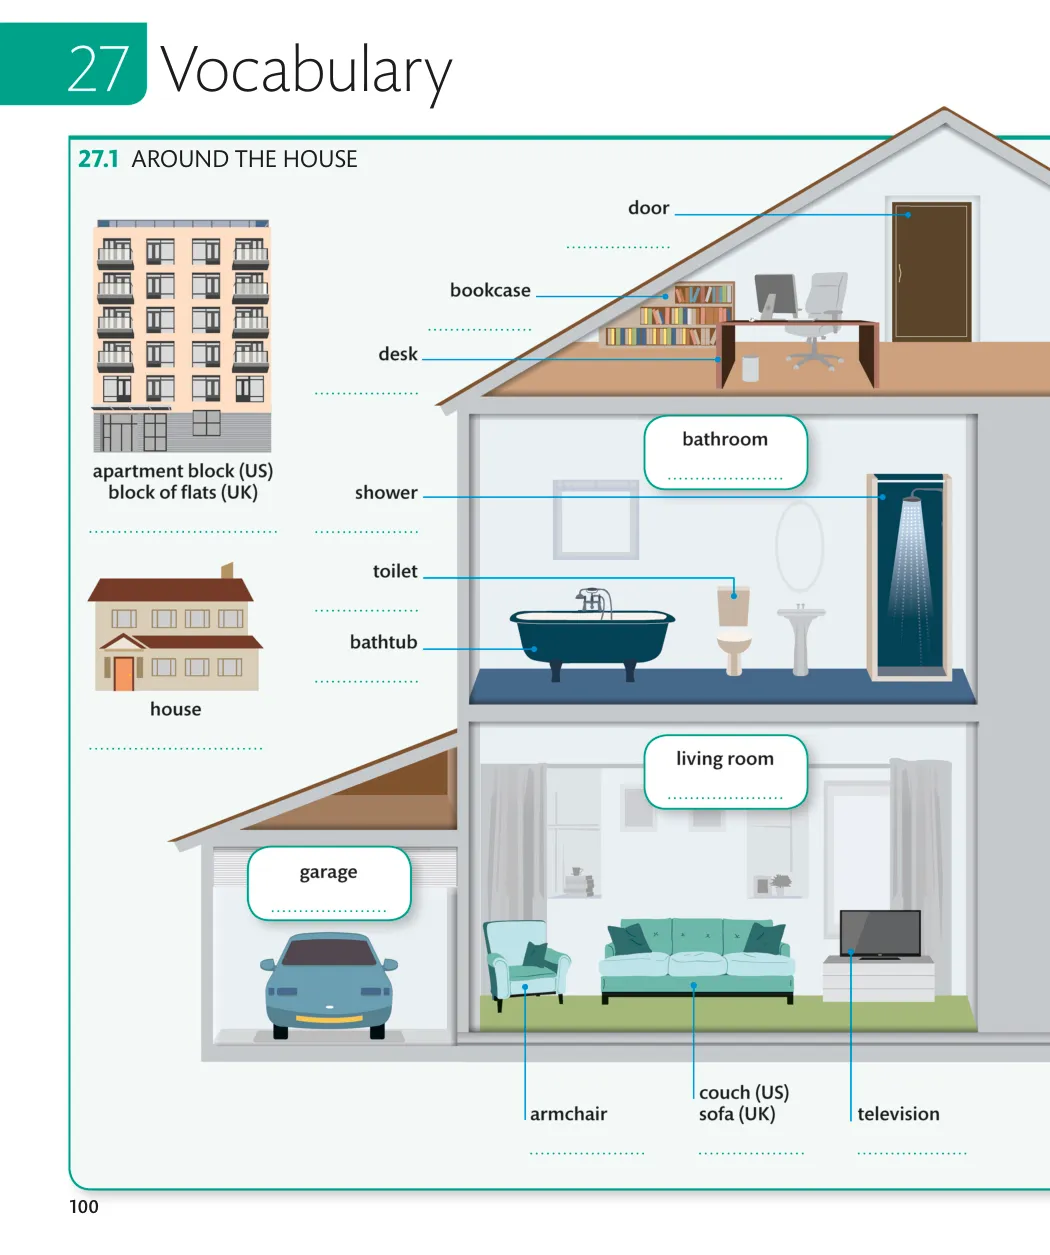 27 Vocabulary
27.1 AROUND THE HOUSE
door
bookcase
desk
apartment block (US)
block of flats (UK)
bathroom
shower
toilet
bathtub
house
living room
garage
armchair
couch (US)
sofa (UK)
television
100